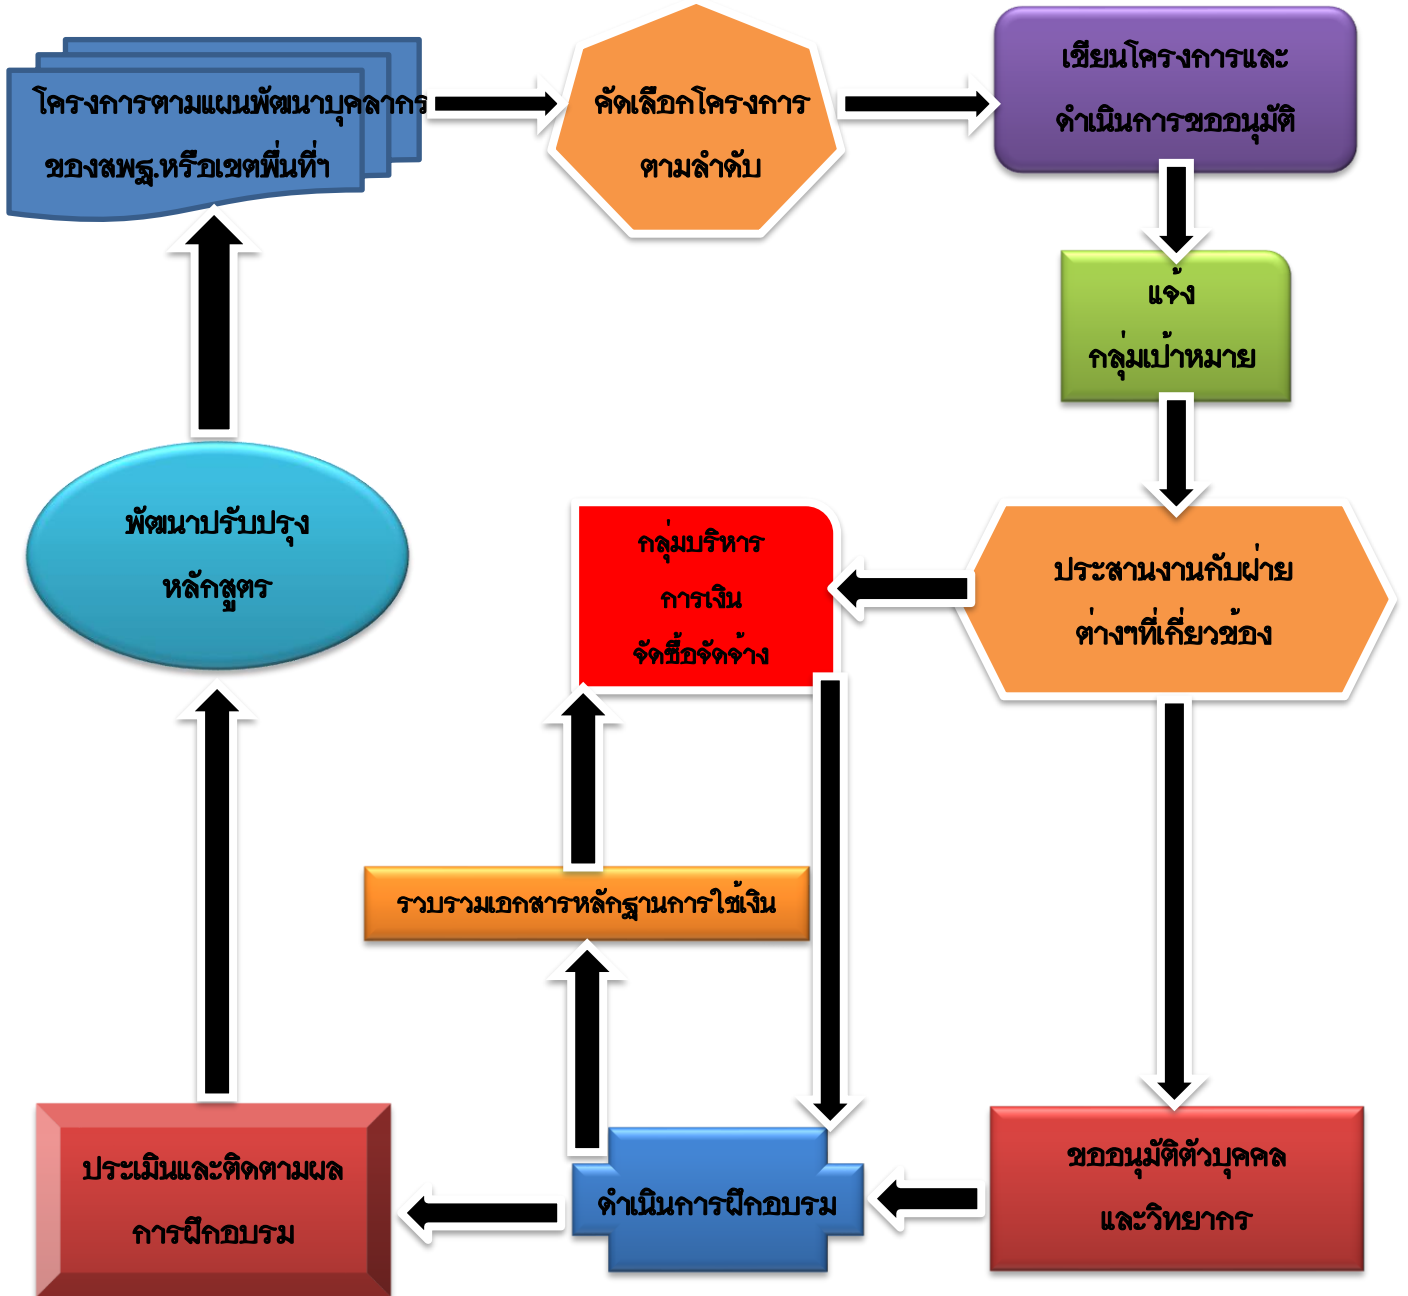 โครงการตามแผนพัฒนาบุคลากร
ของสพฐ.หรือเขตพื้นที่ฯ
คัดเลือกโครงการ
ตามลำดับ
เขียนโครงการและ
ดำเนินการขออนุมัติ
แจ้ง
กลุ่มเป้าหมาย
ประสานงานกับฝ่าย
ต่างๆที่เกี่ยวข้อง
กลุ่มบริหาร
การเงิน
จัดซื้อจัดจ้าง
พัฒนาปรับปรุง
หลักสูตร
รวบรวมเอกสารหลักฐานการใช้เงิน
ขออนุมัติตัวบุคคล
และวิทยากร
ดำเนินการฝึกอบรม
ประเมินและติดตามผล
การฝึกอบรม